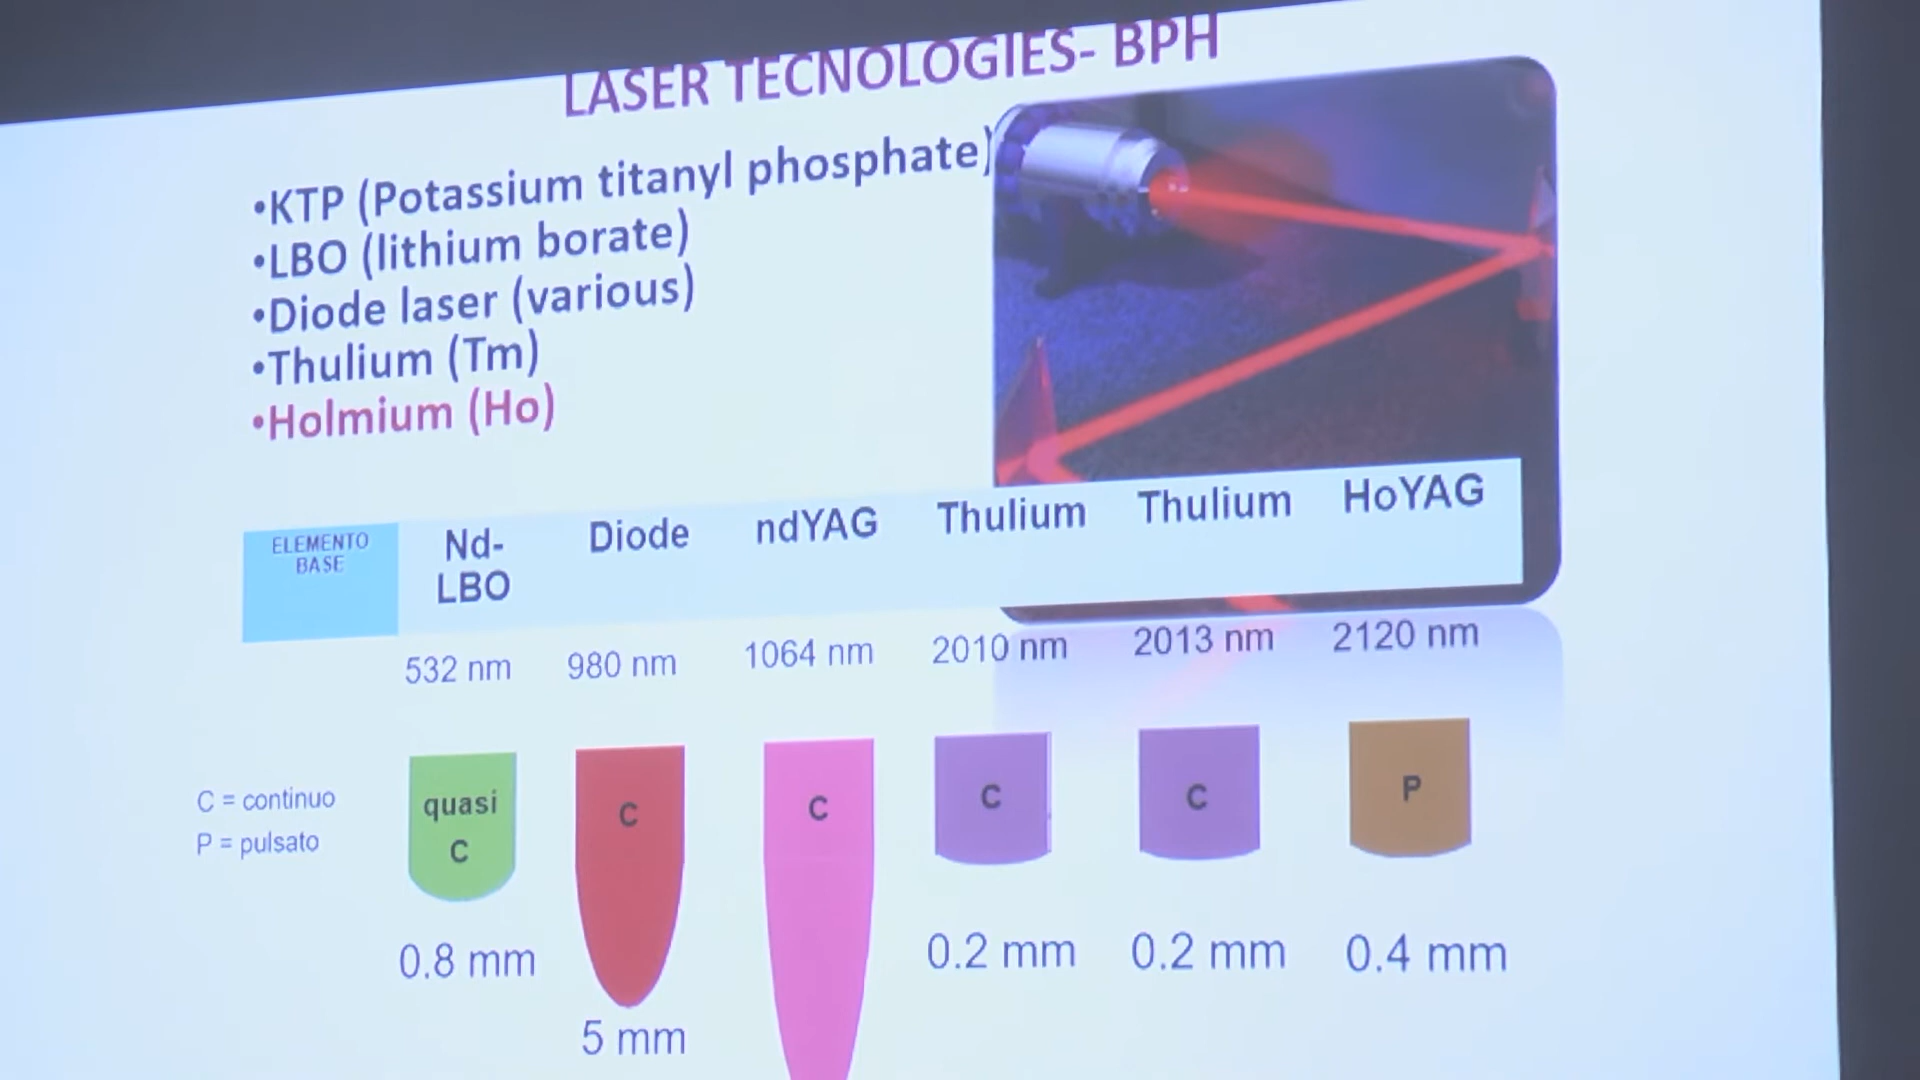 LASER TECNOLOGIES- BPH
•KTP (Potassium titanyl phosphate)
•LBO (lithium borate)
•Diode laser (various)
•Thulium (Tm)
•Holmium (Ho)
ELEMENTO
BASE
Nd-
LBO
Diode
ndYAG
Thulium
Thulium
HoYAG
532 nm
980 nm
1064 nm
2010 nm
2013 nm
2120 nm
C = continuo
P = pulsato
quasi
C
C
C
C
C
P
0.8 mm
5 mm
0.2 mm
0.2 mm
0.4 mm